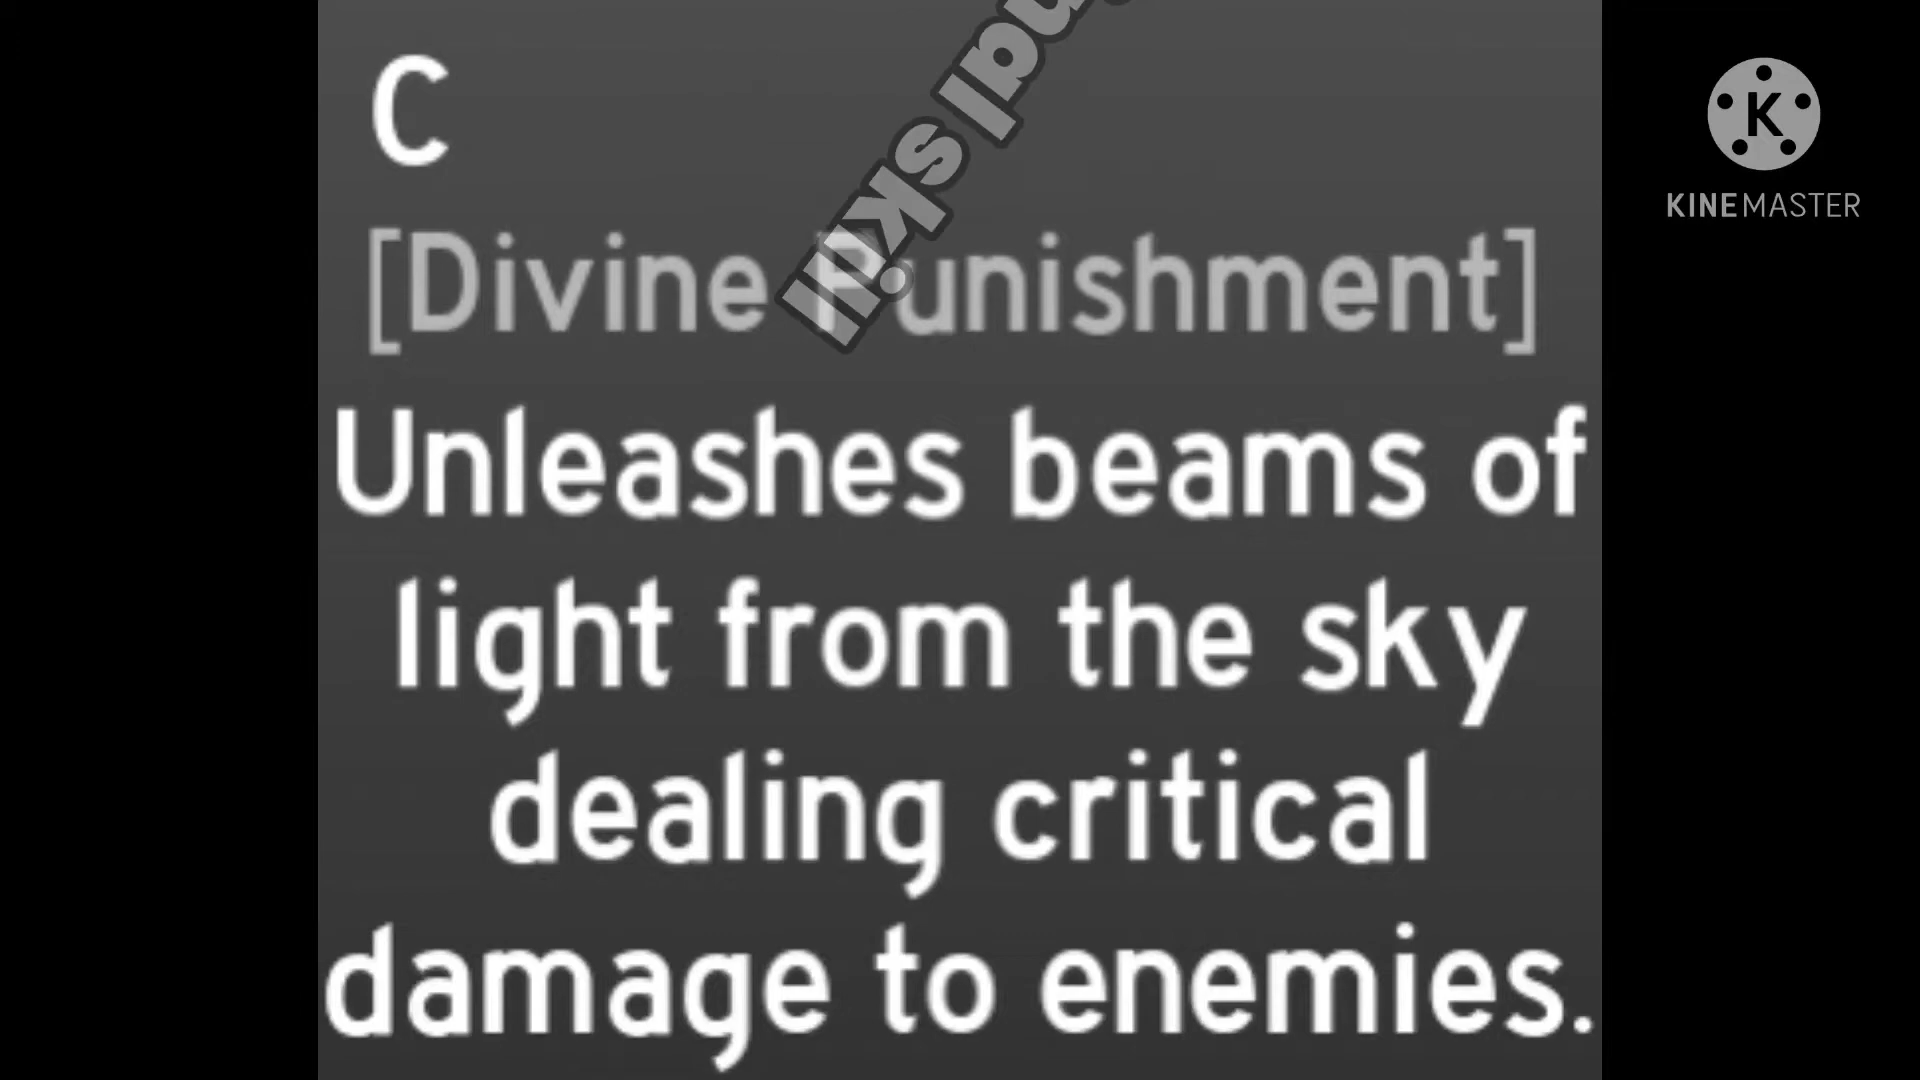 C
skill
[Divine Punishment]
Unleashes beams of
light from the sky
dealing critical
damage to enemies.
K
KINEMASTER